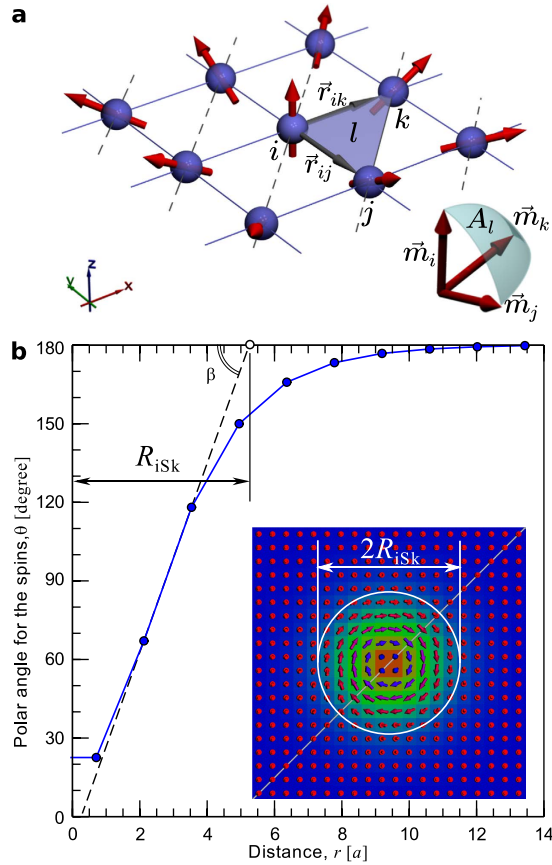 a
r⃗ik
k
l
i
r⃗ij
j
Al
m⃗k
m⃗i
m⃗j
z
y
x
b
180
150
120
90
60
30
0
β
RiSk
2RiSk
Polar angle for the spins,θ [degree]
0 2 4 6 8 10 12 14
Distance, r [a]